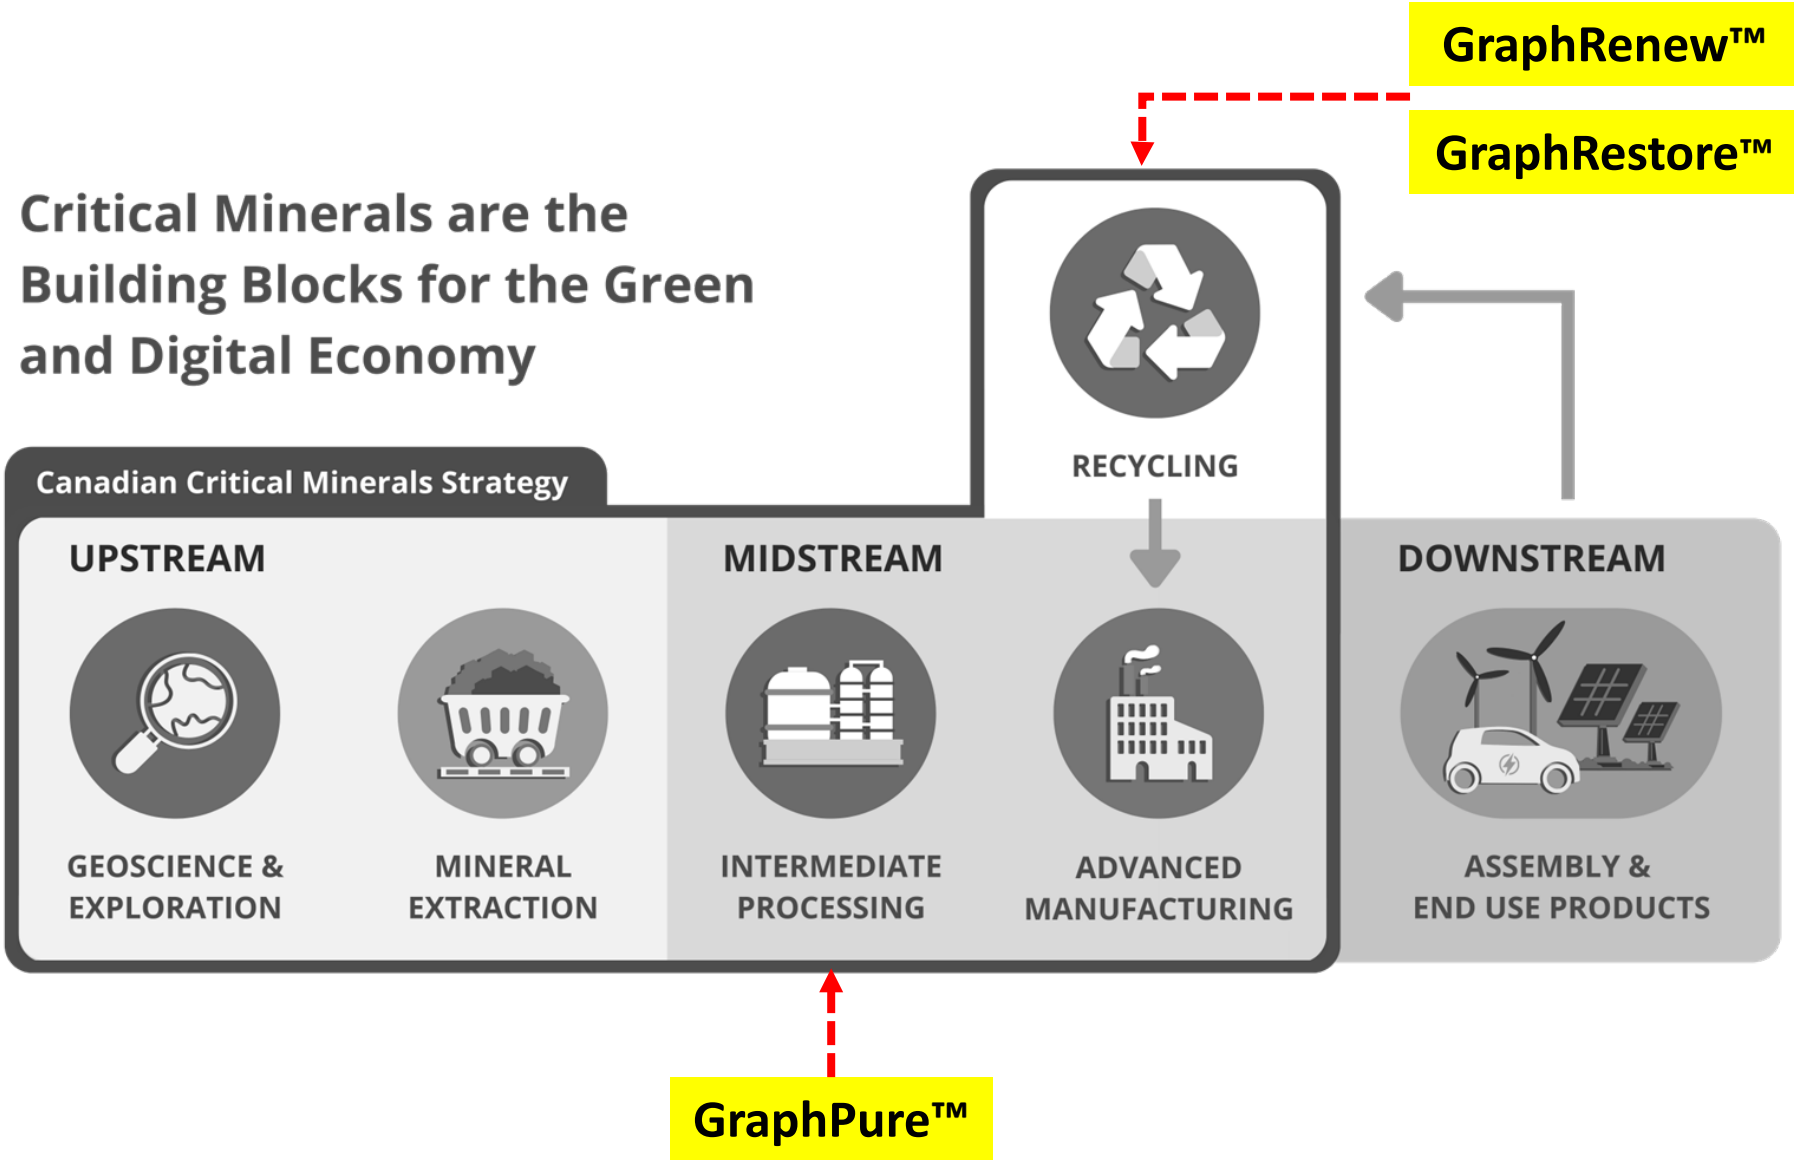 GraphRenew™
GraphRestore™
Critical Minerals are the
Building Blocks for the Green
and Digital Economy
RECYCLING
Canadian Critical Minerals Strategy
UPSTREAM
MIDSTREAM
DOWNSTREAM
GEOSCIENCE &
EXPLORATION
MINERAL
EXTRACTION
INTERMEDIATE
PROCESSING
ADVANCED
MANUFACTURING
ASSEMBLY &
END USE PRODUCTS
GraphPure™